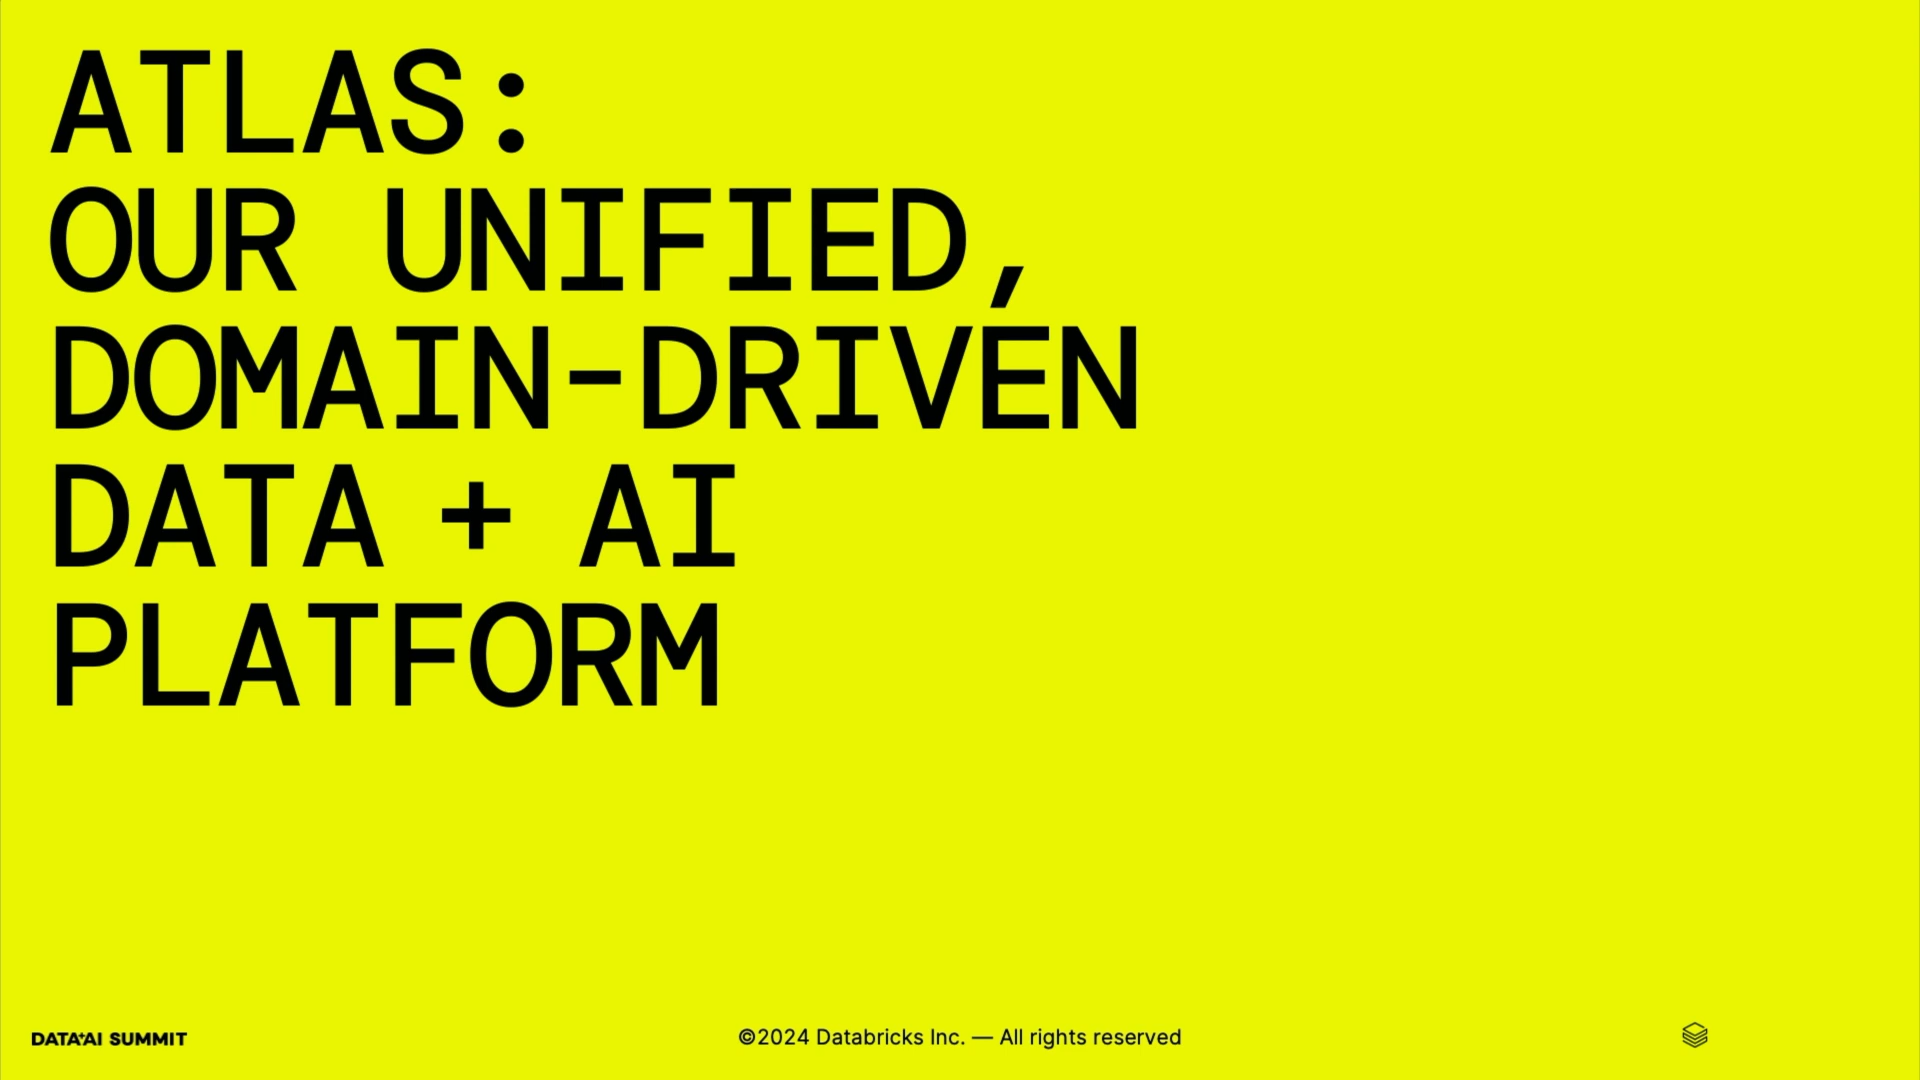 ATLAS:
OUR UNIFIED,
DOMAIN-DRIVEN
DATA + AI
PLATFORM
DATA+AI SUMMIT
©2024 Databricks Inc. — All rights reserved